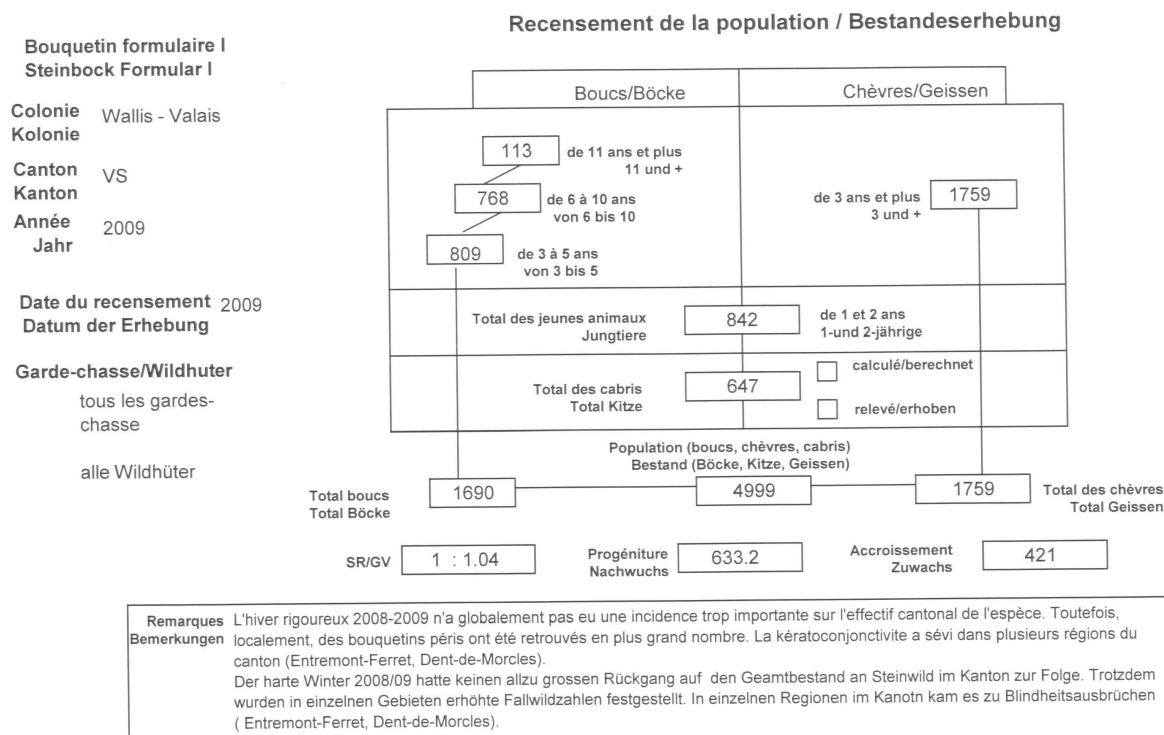 Recensement de la population / Bestandeserhebung
Bouquetin formulaire I
Steinbock Formular I
Colonie
Kolonie
Wallis - Valais
Canton
Kanton
VS
Année
Jahr
2009
Date du recensement
Datum der Erhebung
2009
Garde-chasse/Wildhuter
tous les gardes-
chasse
alle Wildhüter
Boucs/Böcke
Chèvres/Geissen
113
de 11 ans et plus
11 und +
768
de 6 à 10 ans
von 6 bis 10
809
de 3 à 5 ans
von 3 bis 5
de 3 ans et plus
3 und +
1759
Total des jeunes animaux
Jungtiere
842
de 1 et 2 ans
1-und 2-jährige
Total des cabris
Total Kitze
647
calculé/berechnet
relevé/erhoben
Population (boucs, chèvres, cabris)
Bestand (Böcke, Kitze, Geissen)
Total boucs
Total Böcke
1690
4999
1759
Total des chèvres
Total Geissen
SR/GV
1 : 1.04
Progéniture
Nachwuchs
633.2
Accroissement
Zuwachs
421
Remarques
Bemerkungen
L'hiver rigoureux 2008-2009 n'a globalement pas eu une incidence trop importante sur l'effectif cantonal de l'espèce. Toutefois,
localement, des bouquetins péris ont été retrouvés en plus grand nombre. La kératoconjonctivite a sévi dans plusieurs régions du
canton (Entremont-Ferret, Dent-de-Morcles).
Der harte Winter 2008/09 hatte keinen allzu grossen Rückgang auf den Geamtbestand an Steinwild im Kanton zur Folge. Trotzdem
wurden in einzelnen Gebieten erhöhte Fallwildzahlen festgestellt. In einzelnen Regionen im Kanotn kam es zu Blindheitsausbrüchen
( Entremont-Ferret, Dent-de-Morcles).